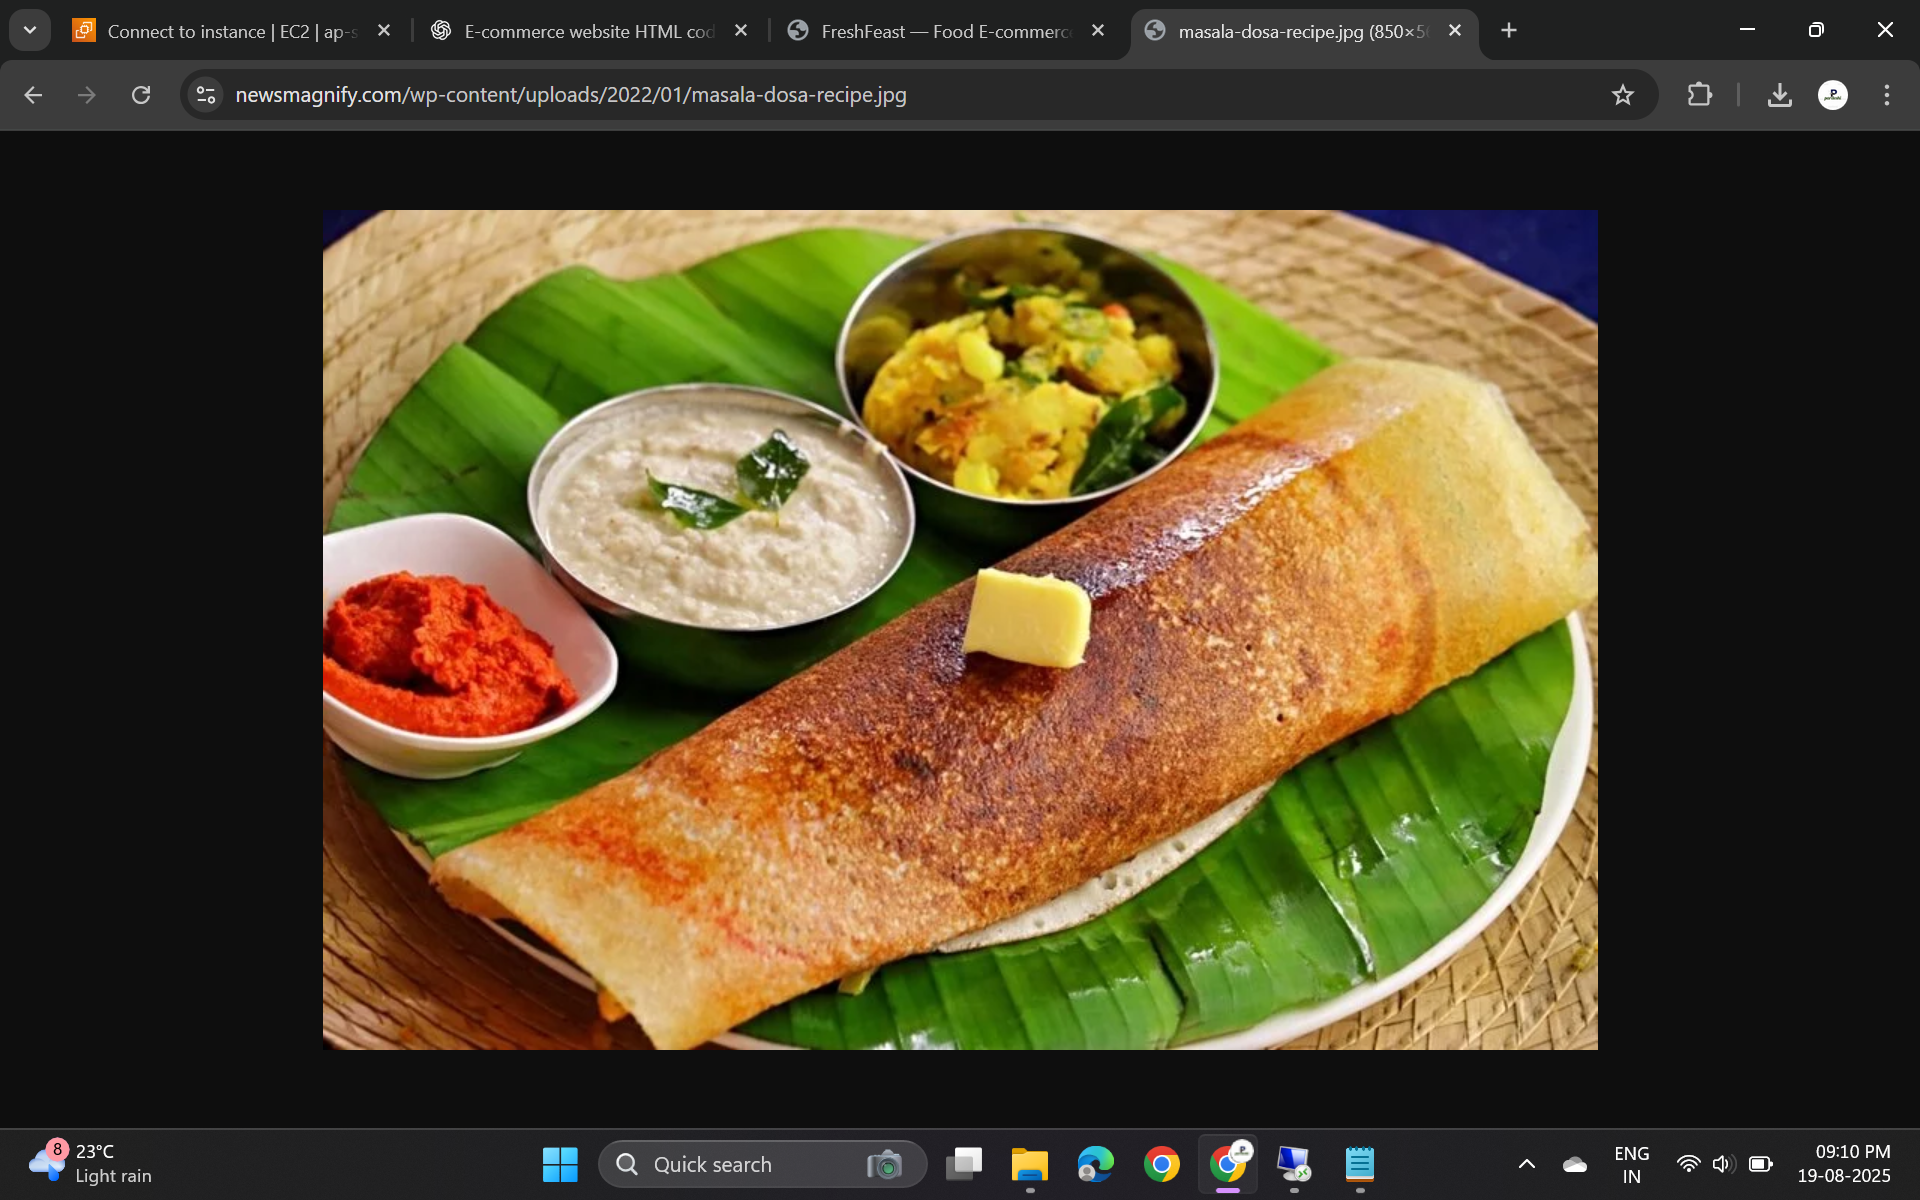 Connect to instance | EC2 | ap-s
E-commerce website HTML cod
FreshFeast — Food E-commerce
masala-dosa-recipe.jpg (850×56
newsmagnify.com/wp-content/uploads/2022/01/masala-dosa-recipe.jpg
8
23°C
Light rain
Quick search
ENG
IN
09:10 PM
19-08-2025